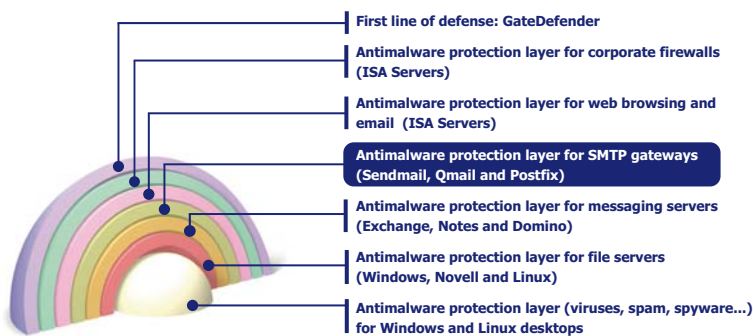 First line of defense: GateDefender
Antimalware protection layer for corporate firewalls
(ISA Servers)
Antimalware protection layer for web browsing and
email (ISA Servers)
Antimalware protection layer for SMTP gateways
(Sendmail, Qmail and Postfix)
Antimalware protection layer for messaging servers
(Exchange, Notes and Domino)
Antimalware protection layer for file servers
(Windows, Novell and Linux)
Antimalware protection layer (viruses, spam, spyware...)
for Windows and Linux desktops